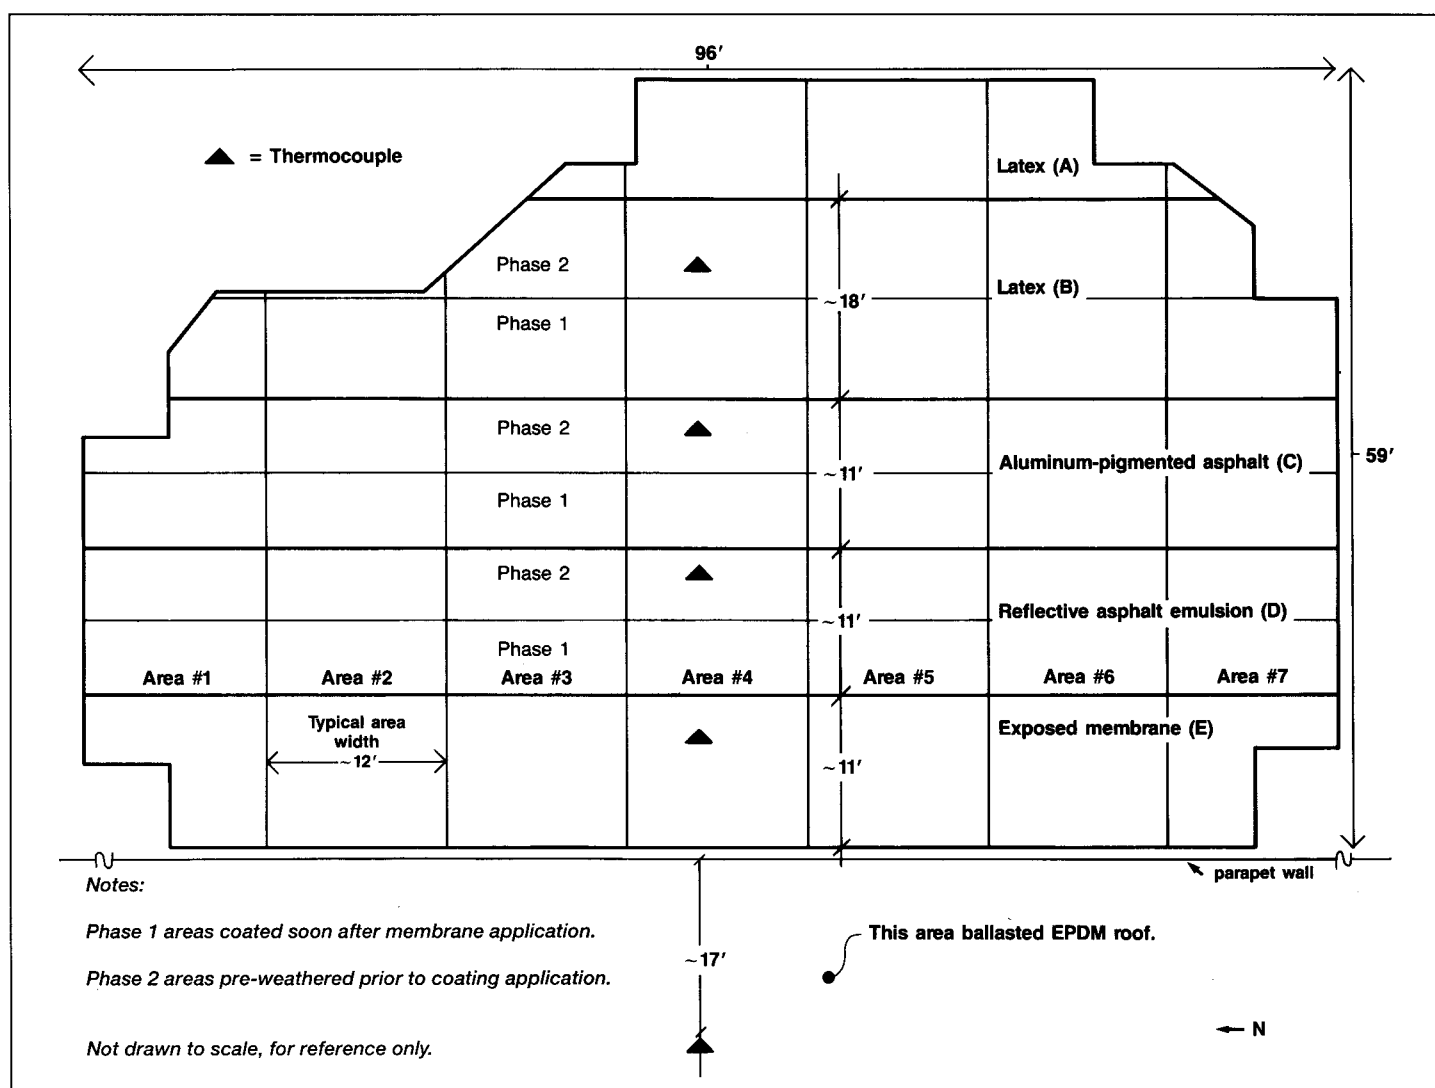 96′
▲ = Thermocouple
Latex (A)
Phase 2
Latex (B)
~18′
Phase 1
Phase 2
59′
Aluminum-pigmented asphalt (C)
~11′
Phase 1
Phase 2
Reflective asphalt emulsion (D)
~11′
Phase 1
Area #1 Area #2 Area #3 Area #4 Area #5 Area #6 Area #7
Typical area
width
~12′
Exposed membrane (E)
~11′
parapet wall
Notes:
Phase 1 areas coated soon after membrane application.
This area ballasted EPDM roof.
~17′
Phase 2 areas pre-weathered prior to coating application.
N
Not drawn to scale, for reference only.